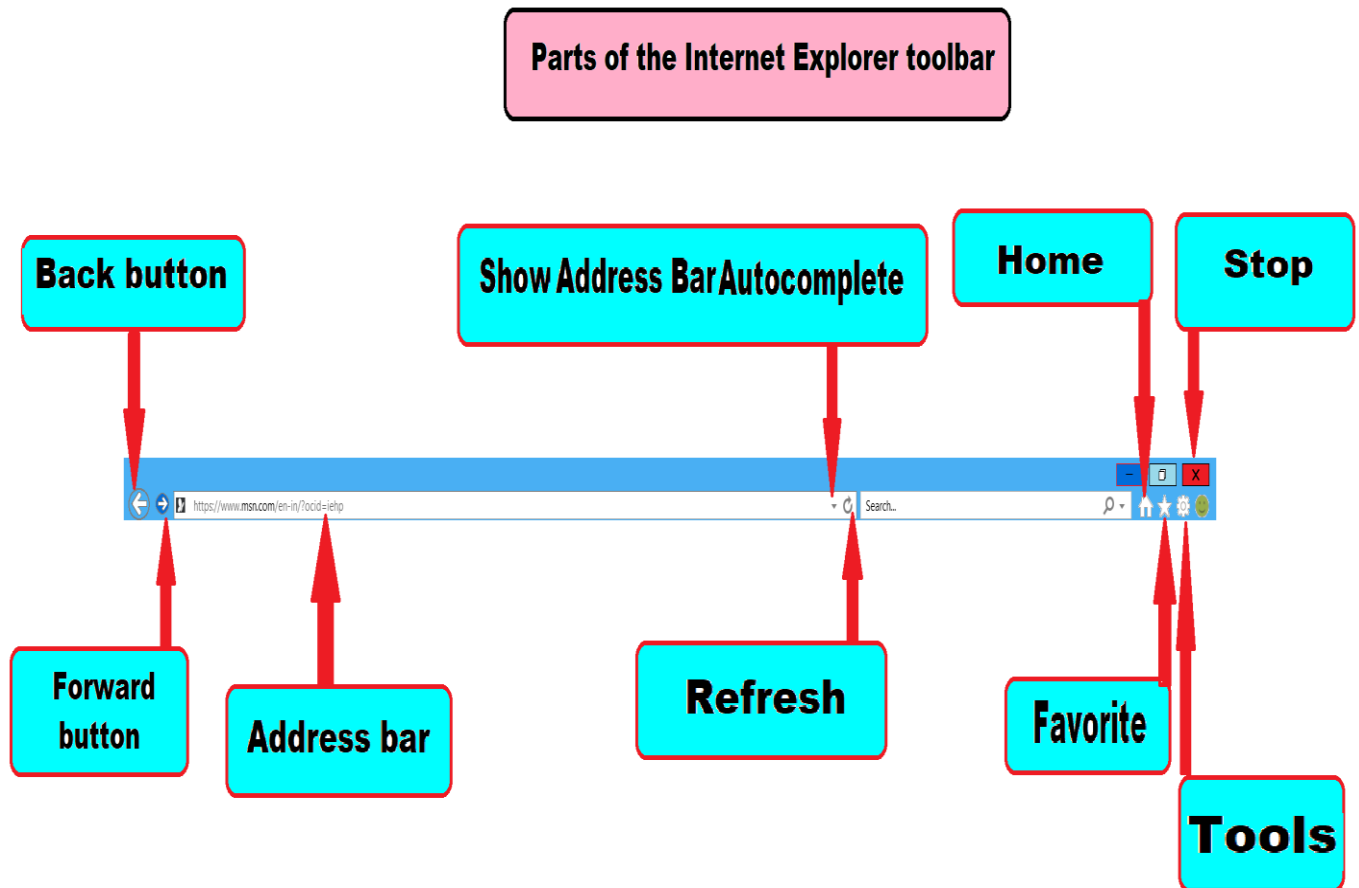 Parts of the Internet Explorer toolbar
Back button
Show Address Bar Autocomplete
Home
Stop
X
https://www.msn.com/en-in/?ocid=iehp
Search...
Forward
button
Address bar
Refresh
Favorite
Tools